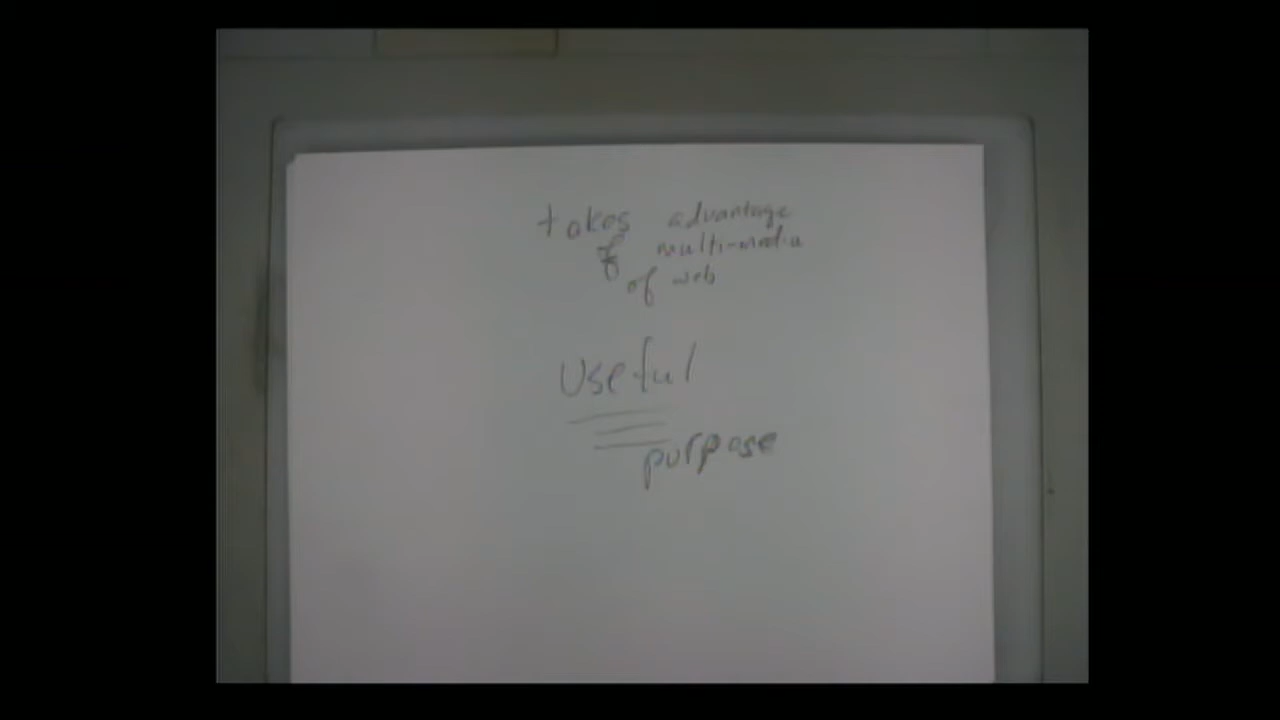 takes advantage
of multi-media
of web
Useful
purpose